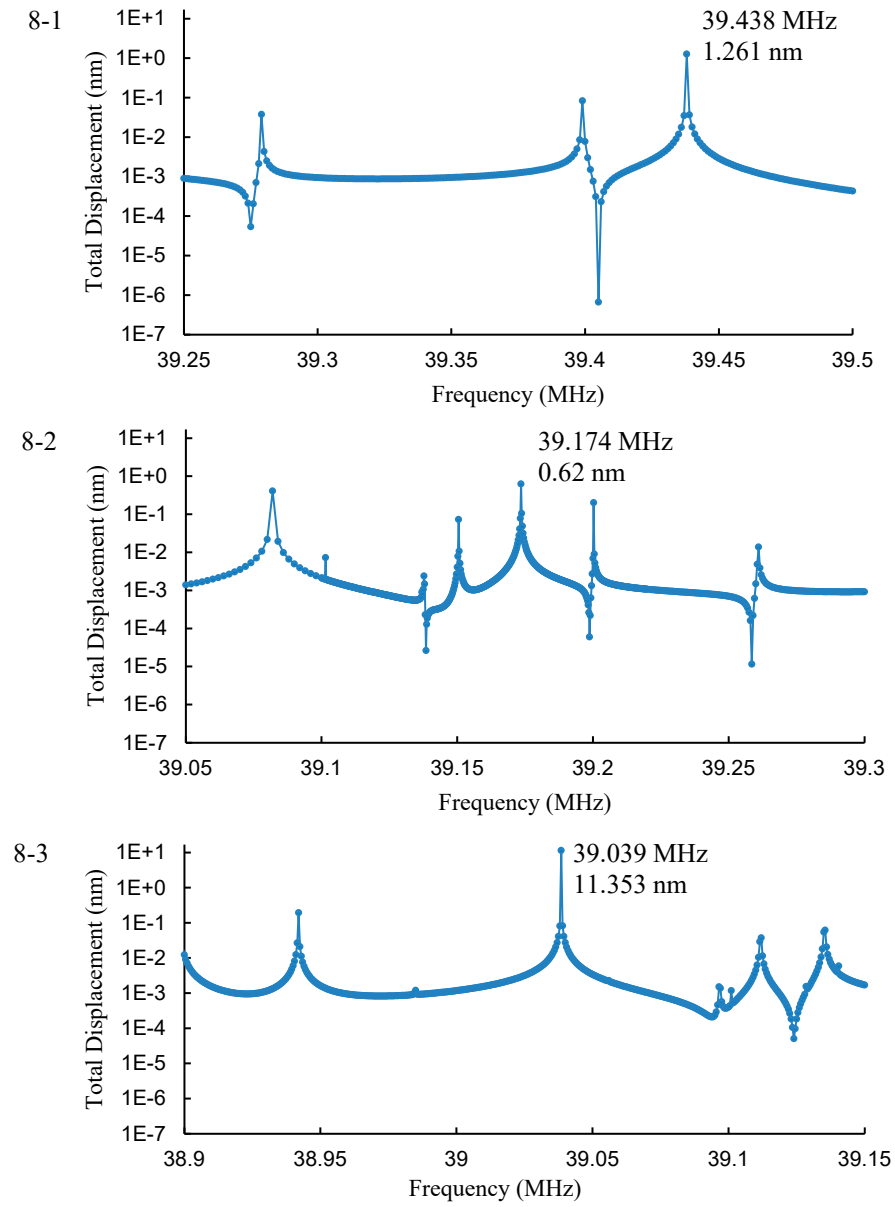 8-1
39.438 MHz
1.261 nm
Total Displacement (nm)
1E+1
1E+0
1E-1
1E-2
1E-3
1E-4
1E-5
1E-6
1E-7
39.25 39.3 39.35 39.4 39.45 39.5
Frequency (MHz)
8-2
39.174 MHz
0.62 nm
Total Displacement (nm)
1E+1
1E+0
1E-1
1E-2
1E-3
1E-4
1E-5
1E-6
1E-7
39.05 39.1 39.15 39.2 39.25 39.3
Frequency (MHz)
8-3
39.039 MHz
11.353 nm
Total Displacement (nm)
1E+1
1E+0
1E-1
1E-2
1E-3
1E-4
1E-5
1E-6
1E-7
38.9 38.95 39 39.05 39.1 39.15
Frequency (MHz)